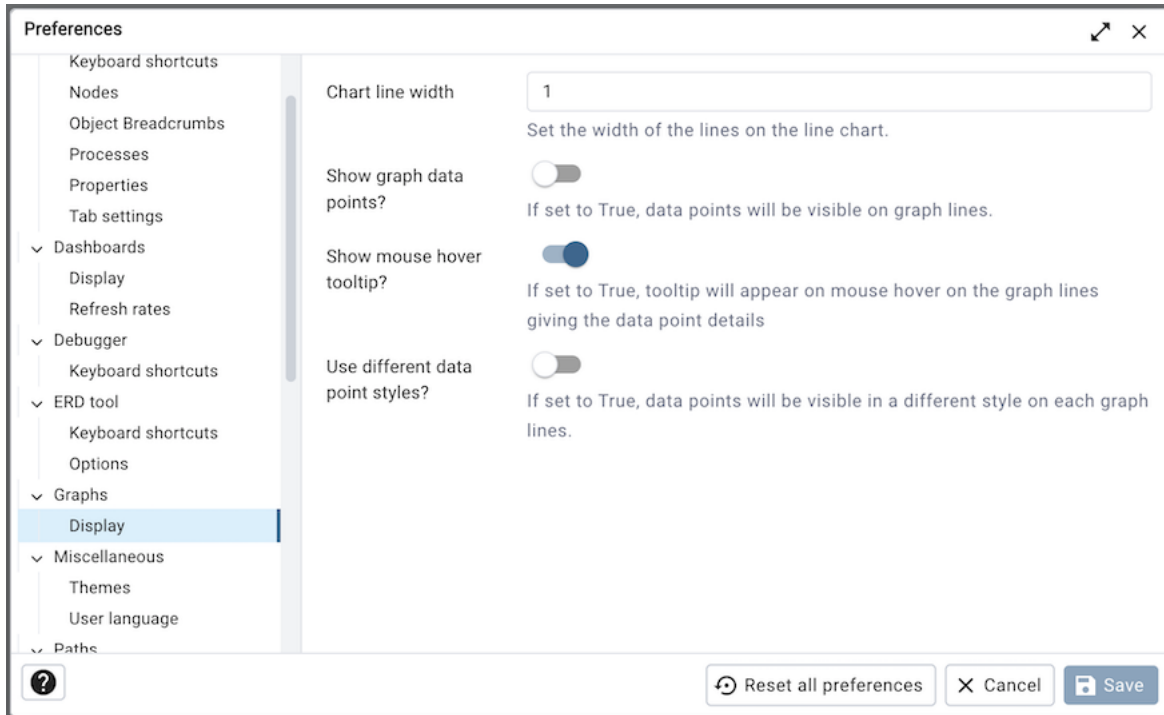 Preferences
Keyboard shortcuts
Nodes
Object Breadcrumbs
Processes
Properties
Tab settings
Dashboards
Display
Refresh rates
Debugger
Keyboard shortcuts
ERD tool
Keyboard shortcuts
Options
Graphs
Display
Miscellaneous
Themes
User language
Paths
Chart line width
1
Set the width of the lines on the line chart.
Show graph data
points?
If set to True, data points will be visible on graph lines.
Show mouse hover
tooltip?
If set to True, tooltip will appear on mouse hover on the graph lines
giving the data point details
Use different data
point styles?
If set to True, data points will be visible in a different style on each graph
lines.
?
Reset all preferences
Cancel
Save